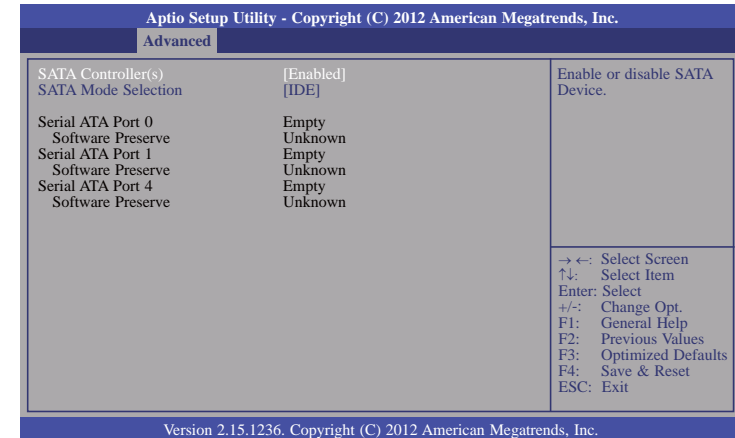 Aptio Setup Utility - Copyright (C) 2012 American Megatrends, Inc.
Advanced
SATA Controller(s) [Enabled]
SATA Mode Selection [IDE]
Serial ATA Port 0 Empty
Software Preserve Unknown
Serial ATA Port 1 Empty
Software Preserve Unknown
Serial ATA Port 4 Empty
Software Preserve Unknown
Enable or disable SATA
Device.
→ ←: Select Screen
↑↓: Select Item
Enter: Select
+/-: Change Opt.
F1: General Help
F2: Previous Values
F3: Optimized Defaults
F4: Save & Reset
ESC: Exit
Version 2.15.1236. Copyright (C) 2012 American Megatrends, Inc.